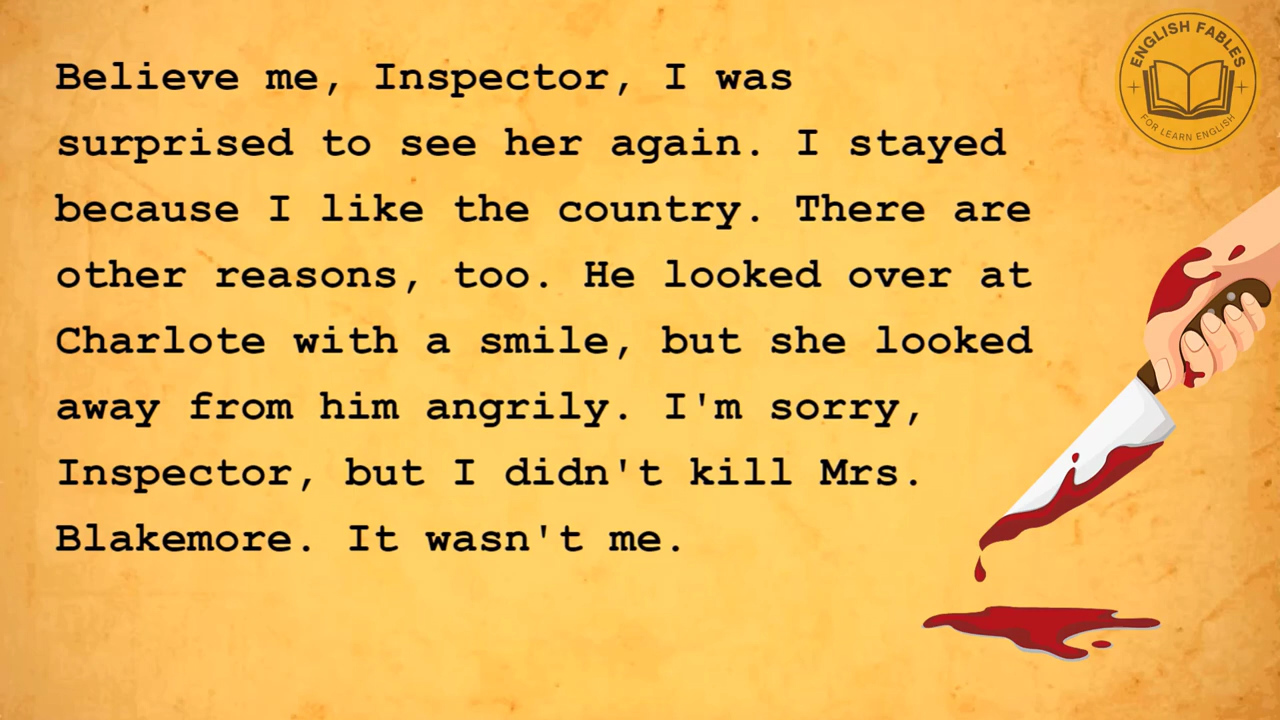 ENGLISH FABLES
FOR LEARN ENGLISH
Believe me, Inspector, I was
surprised to see her again. I stayed
because I like the country. There are
other reasons, too. He looked over at
Charlote with a smile, but she looked
away from him angrily. I'm sorry,
Inspector, but I didn't kill Mrs.
Blakemore. It wasn't me.